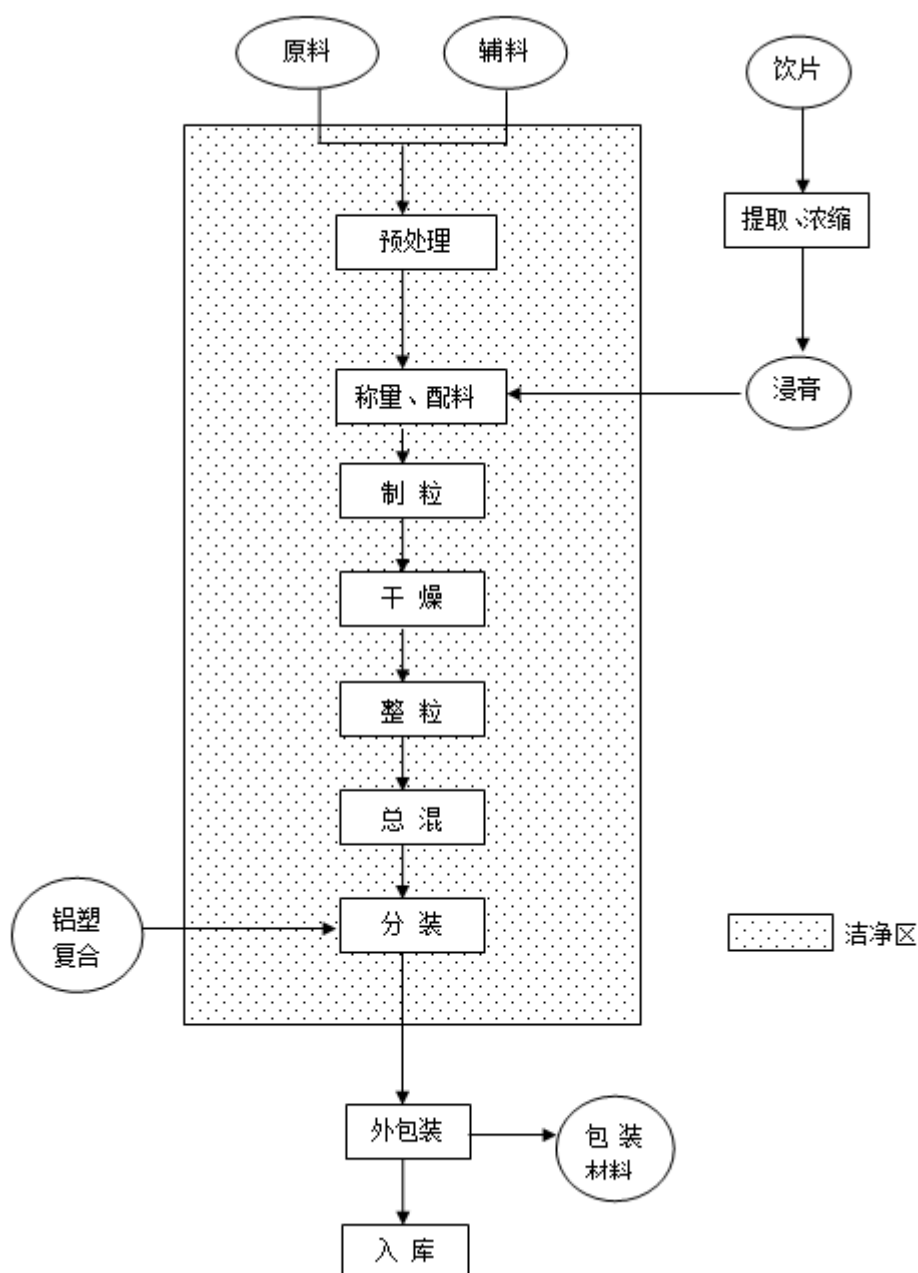 原料
辅料
饮片
预处理
提取、浓缩
称量、配料
浸膏
制 粒
干 燥
整 粒
总 混
铝塑
复合
分 装
洁净区
外包装
包 装
材料
入 库